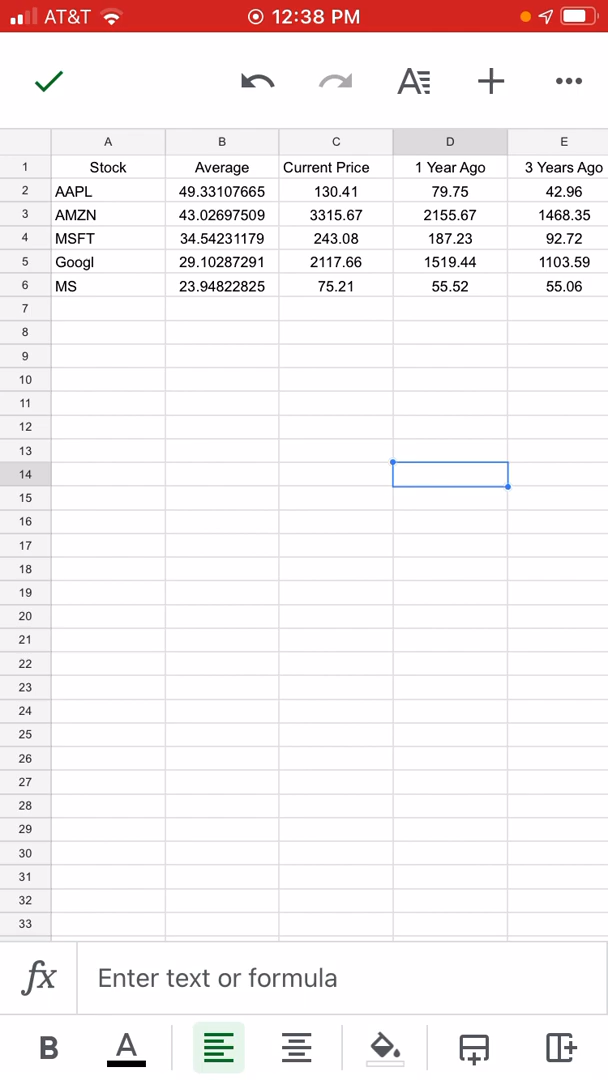 AT&T 12:38 PM
A B C D E
1 Stock Average Current Price 1 Year Ago 3 Years Ago
2 AAPL 49.33107665 130.41 79.75 42.96
3 AMZN 43.02697509 3315.67 2155.67 1468.35
4 MSFT 34.54231179 243.08 187.23 92.72
5 Googl 29.10287291 2117.66 1519.44 1103.59
6 MS 23.94822825 75.21 55.52 55.06
7
8
9
10
11
12
13
14
15
16
17
18
19
20
21
22
23
24
25
26
27
28
29
30
31
32
33
fx Enter text or formula
B A